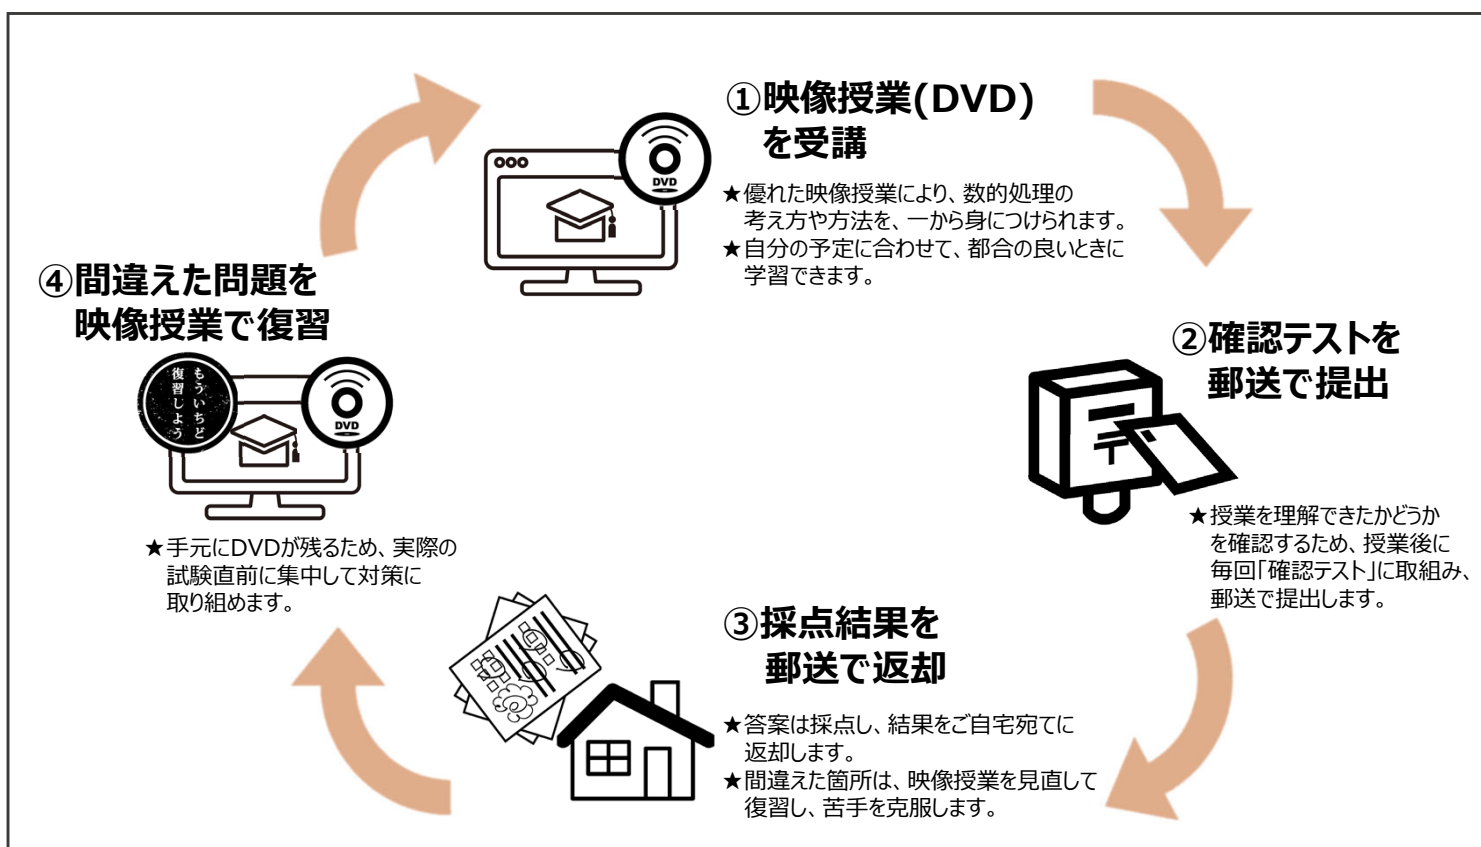 ①映像授業(DVD)
を受講
DVD
★優れた映像授業により、数的処理の
考え方や方法を、一から身につけられます。
★自分の予定に合わせて、都合の良いときに
学習できます。
②確認テストを
郵送で提出
★授業を理解できたかどうか
を確認するため、授業後に
毎回「確認テスト」に取組み、
郵送で提出します。
③採点結果を
郵送で返却
★答案は採点し、結果をご自宅宛てに
返却します。
★間違えた箇所は、映像授業を見直して
復習し、苦手を克服します。
④間違えた問題を
映像授業で復習
もういちど
復習しよう
DVD
★手元にDVDが残るため、実際の
試験直前に集中して対策に
取り組めます。